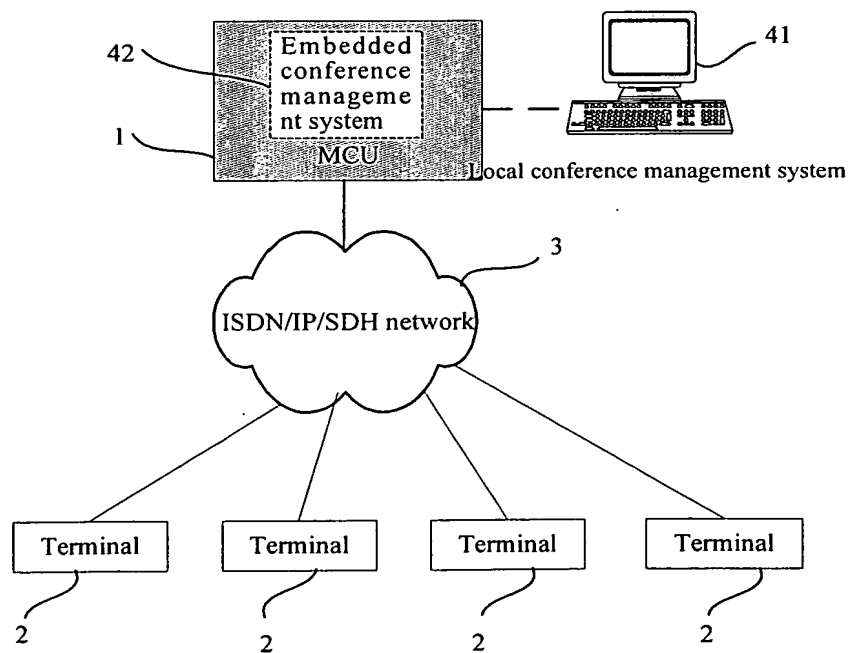 42
Embedded
conference
manageme
nt system
MCU
1
41
Local conference management system
3
ISDN/IP/SDH network
Terminal
Terminal
Terminal
Terminal
2
2
2
2